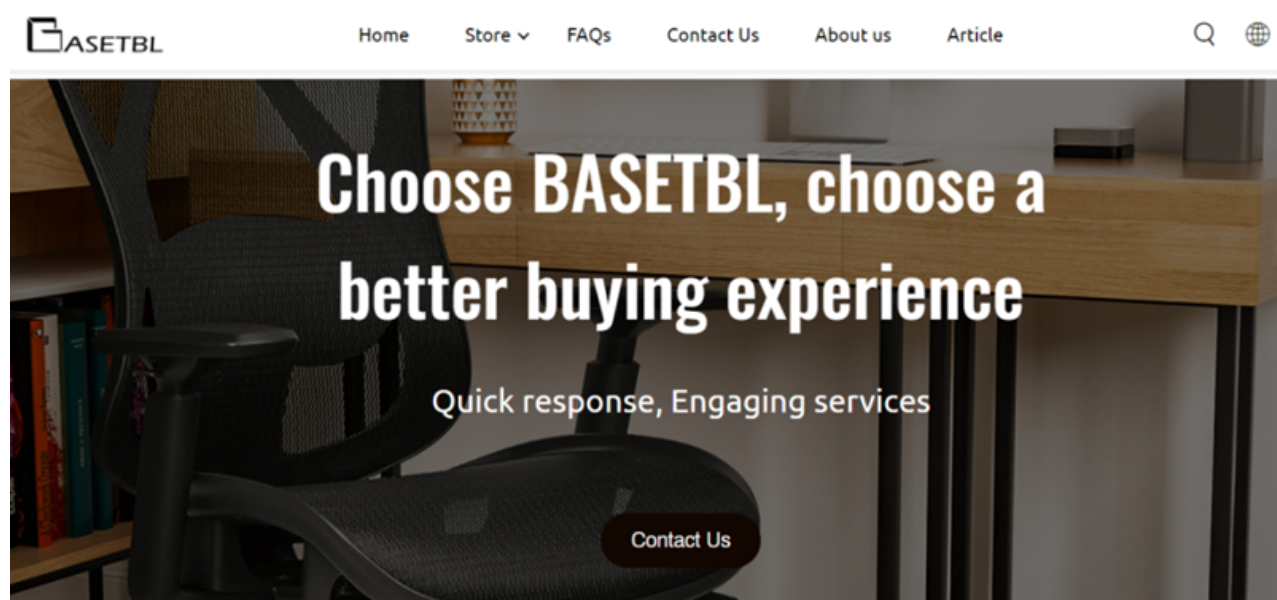 BASETBL
Home
Store
FAQs
Contact Us
About us
Article
Choose BASETBL, choose a
better buying experience
Quick response, Engaging services
Contact Us